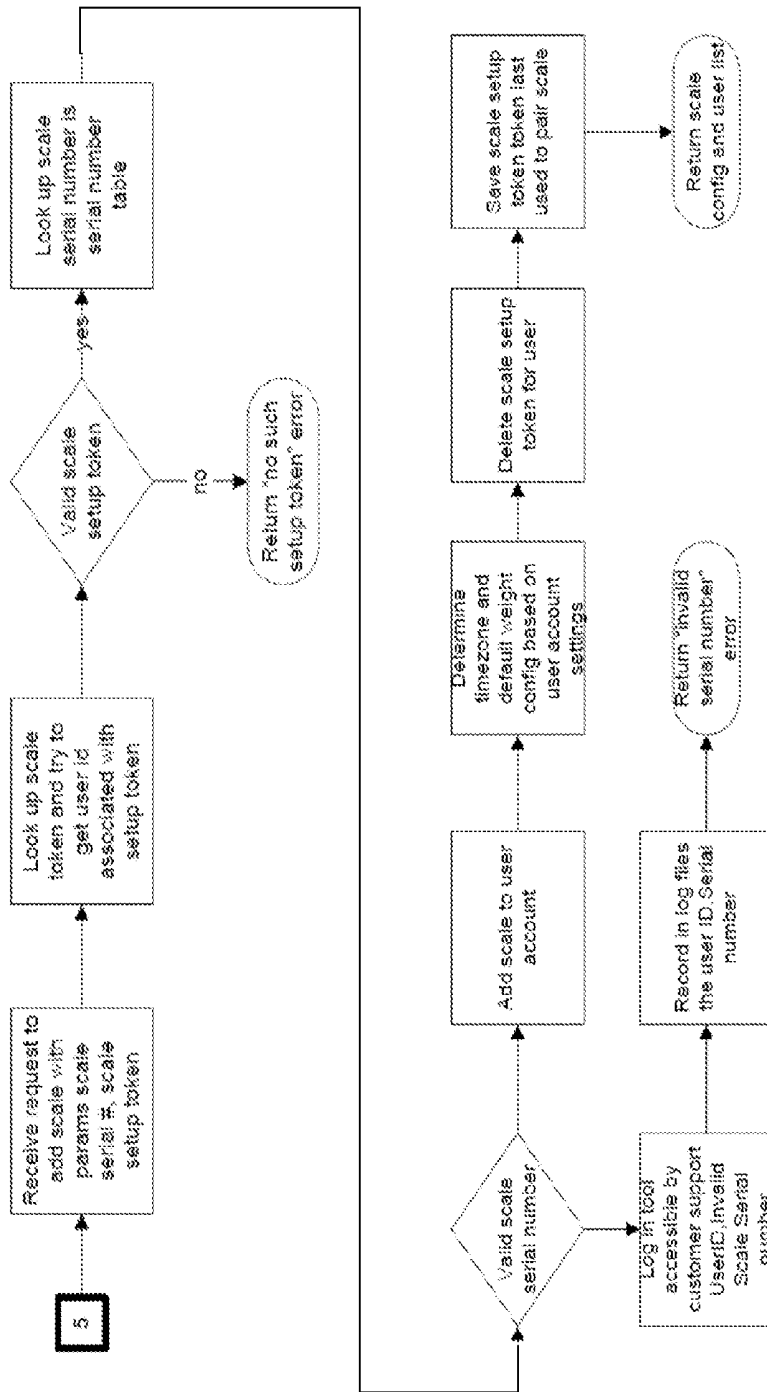 5
Receive request to
add scale with
params scale
serial #, scale
setup token
Look up scale
token and try to
get user id
associated with
setup token
Valid scale
setup token
yes
no
Return "no such
setup token" error
Look up scale
serial number is
serial number
table
Valid scale
serial number
Add scale to user
account
Determine
timezone and
default weight
config based on
user account
settings
Delete scale setup
token for user
Save scale setup
token token last
used to pair scale
Return scale
config and user list
Log in tool
accessible by
customer support
UserID,Invalid
Scale Serial
number
Record in log files
the user ID,Serial
number
Return "invalid
serial number"
error